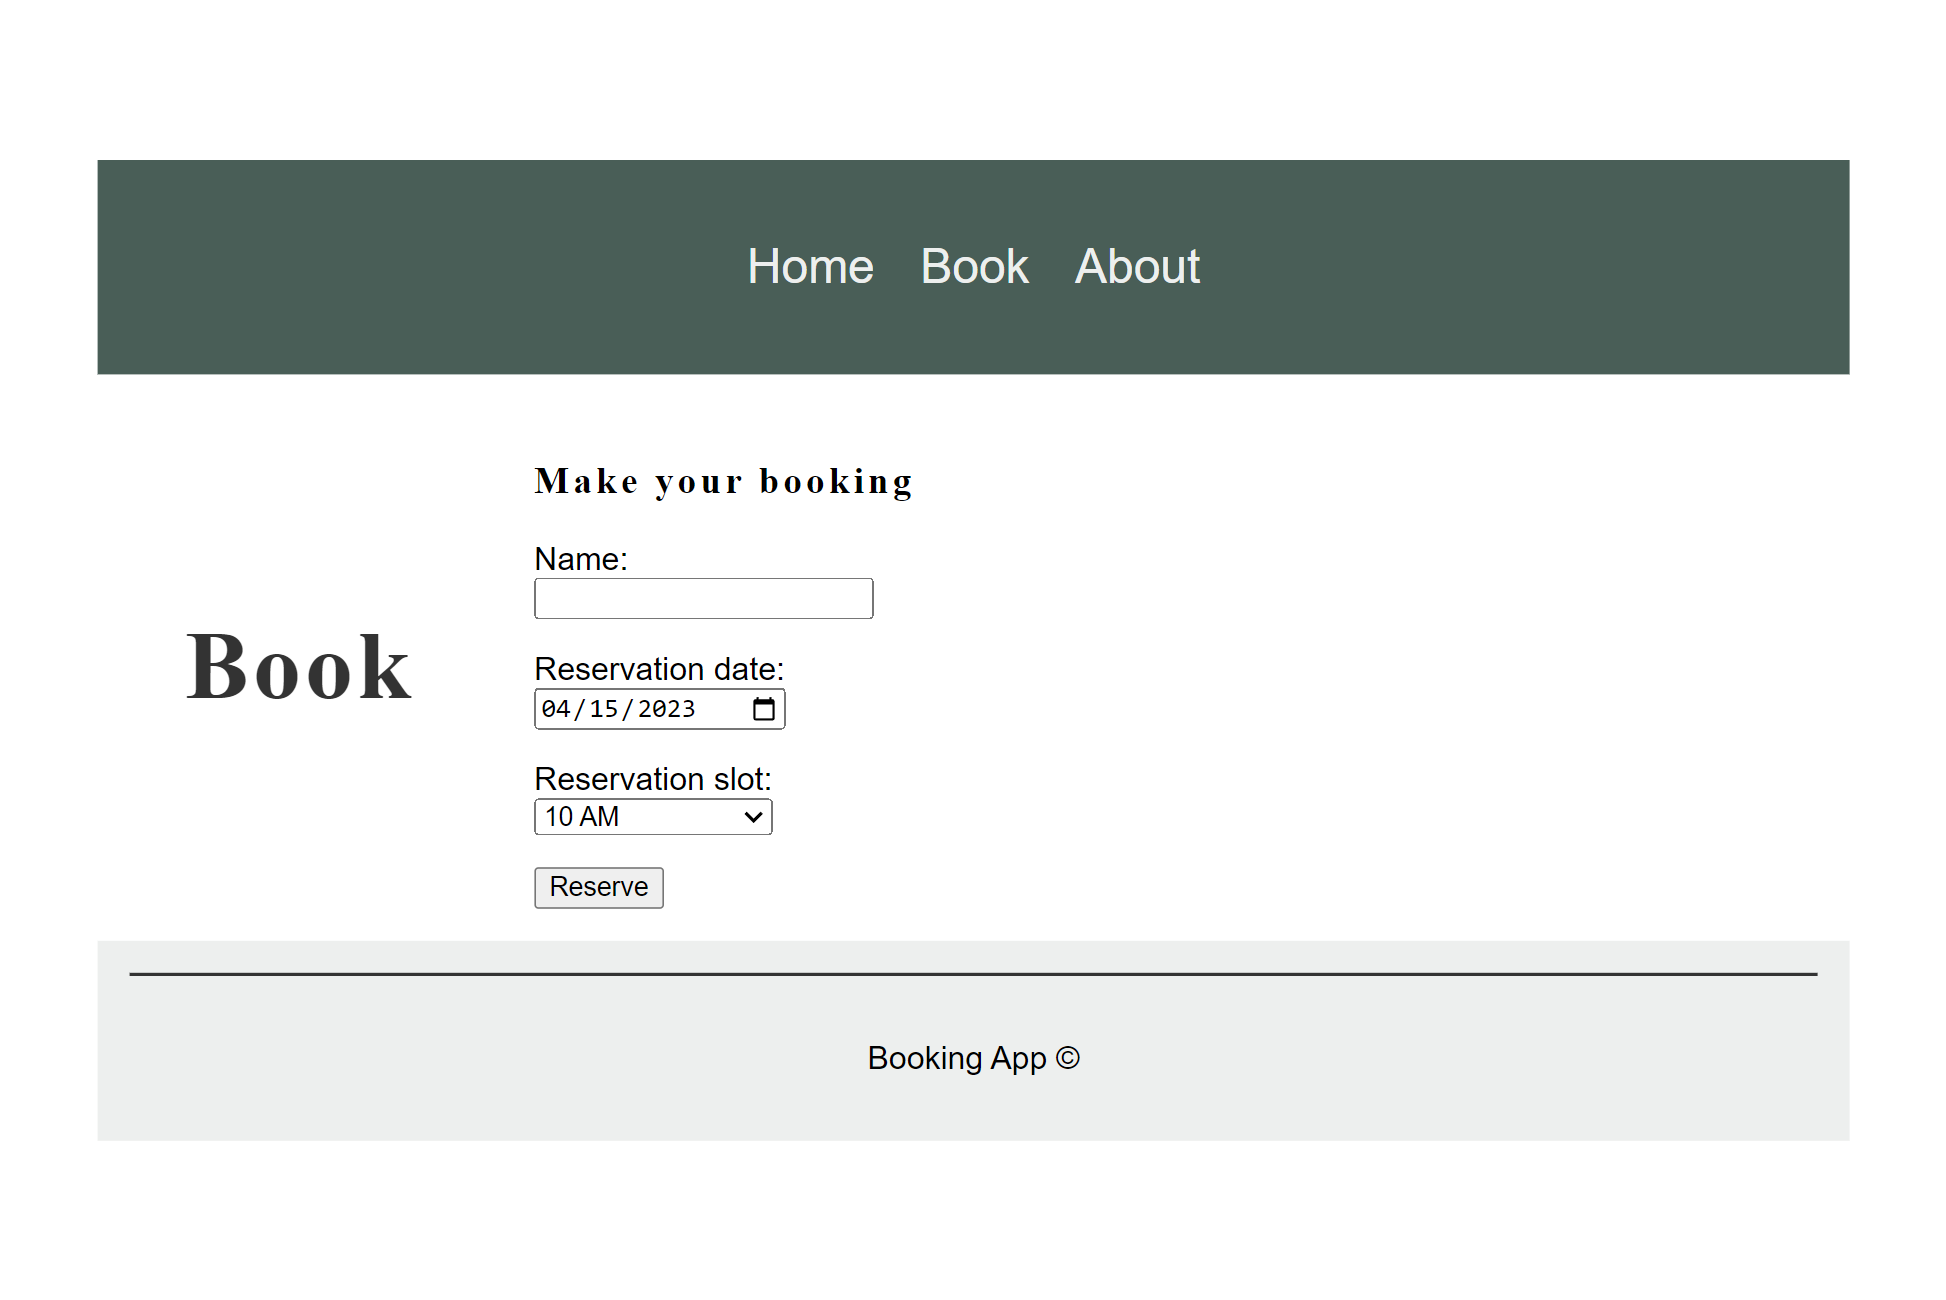 Home Book About
Make your booking
Name:
Book
Reservation date:
04/15/2023
Reservation slot:
10 AM
Reserve
Booking App ©